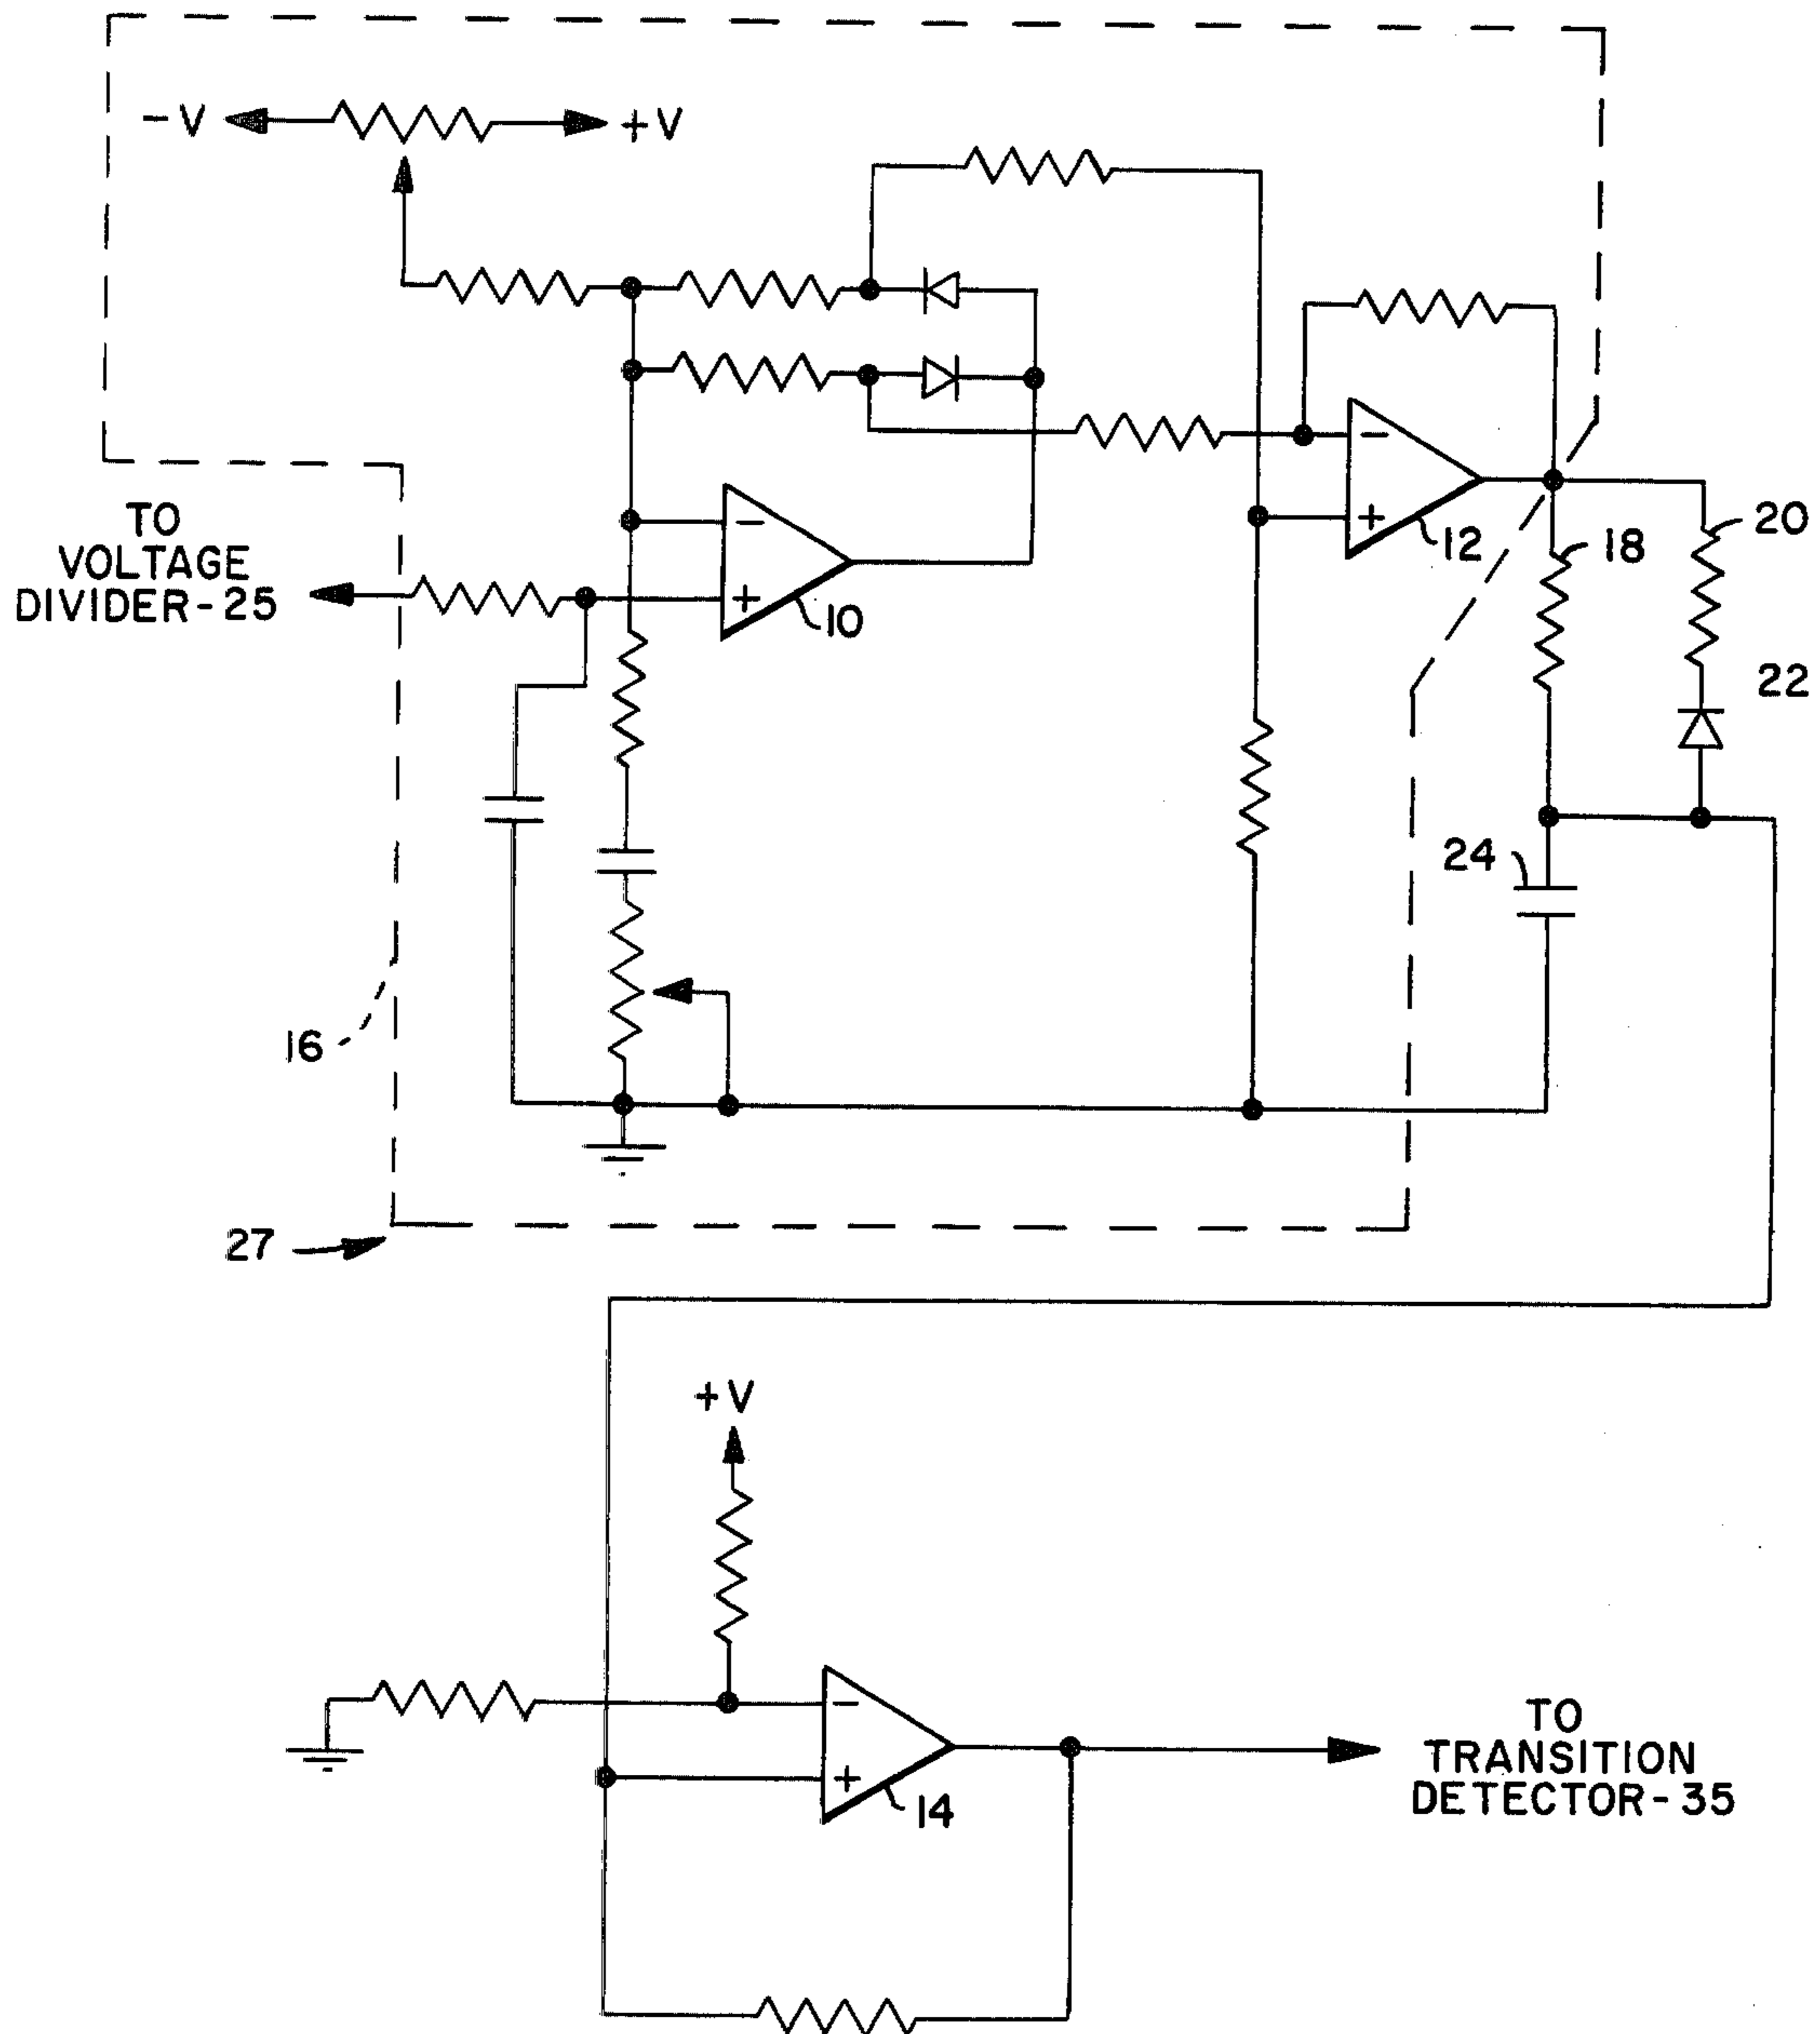 -V +V
TO
VOLTAGE
DIVIDER-25
-
+
10
-
+
12
18
20
22
24
16
27
+V
-
+
14
TO
TRANSITION
DETECTOR-35